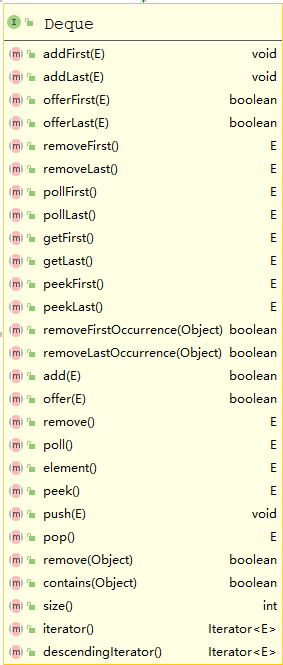 I Deque
m addFirst(E) void
m addLast(E) void
m offerFirst(E) boolean
m offerLast(E) boolean
m removeFirst() E
m removeLast() E
m pollFirst() E
m pollLast() E
m getFirst() E
m getLast() E
m peekFirst() E
m peekLast() E
m removeFirstOccurrence(Object) boolean
m removeLastOccurrence(Object) boolean
m add(E) boolean
m offer(E) boolean
m remove() E
m poll() E
m element() E
m peek() E
m push(E) void
m pop() E
m remove(Object) boolean
m contains(Object) boolean
m size() int
m iterator() Iterator<E>
m descendingIterator() Iterator<E>